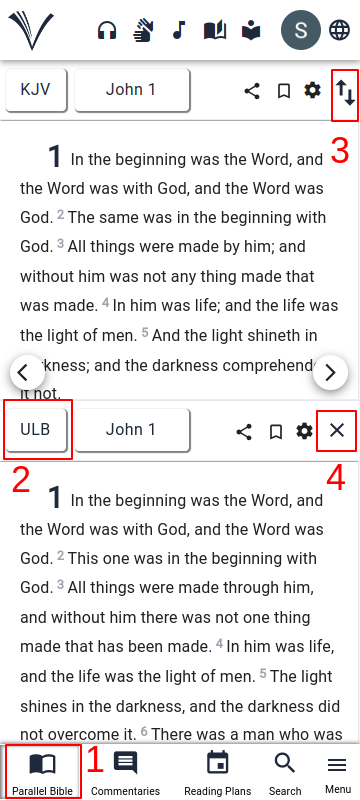 S
KJV John 1
3
1 In the beginning was the Word, and
the Word was with God, and the Word was
God. 2 The same was in the beginning with
God. 3 All things were made by him; and
without him was not any thing made that
was made. 4 In him was life; and the life was
the light of men. 5 And the light shineth in
kness; and the darkness comprehend
it not.
ULB John 1
2 4
1 In the beginning was the Word, and
the Word was with God, and the Word was
God. 2 This one was in the beginning with
God. 3 All things were made through him,
and without him there was not one thing
made that has been made. 4 In him was life,
and the life was the light of men. 5 The light
shines in the darkness, and the darkness did
not overcome it. 6 There was a man who was
1
Parallel Bible Commentaries Reading Plans Search Menu